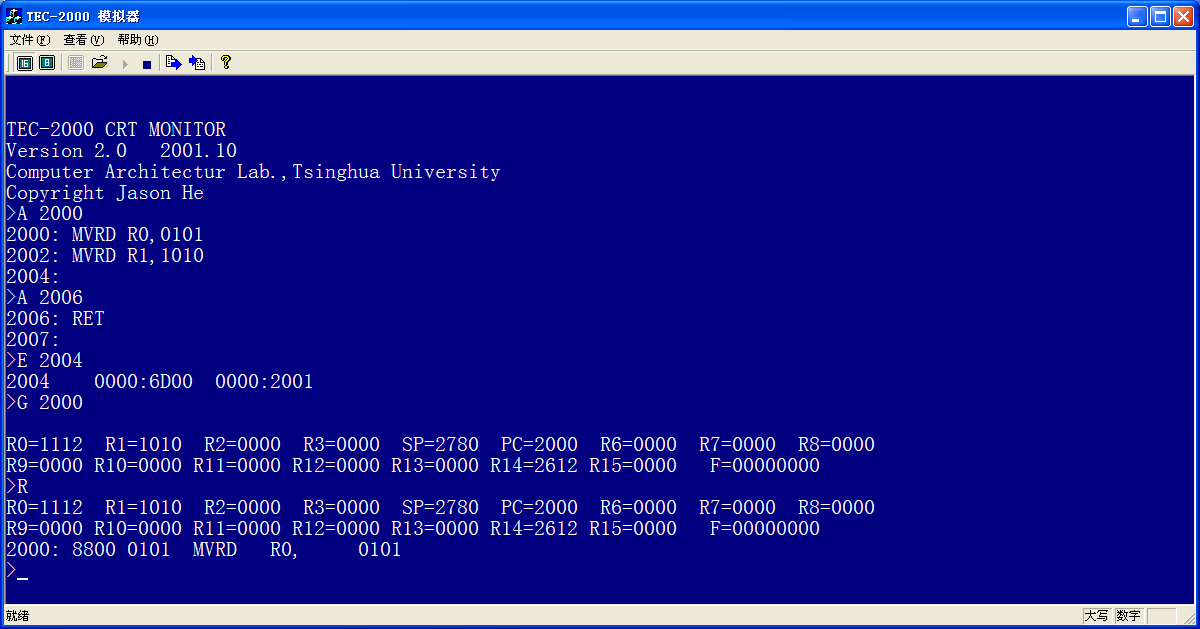 TEC-2000 模拟器
文件(F) 查看(V) 帮助(H)
16 8
TEC-2000 CRT MONITOR
Version 2.0   2001.10
Computer Architectur Lab.,Tsinghua University
Copyright Jason He
>A 2000
2000: MVRD R0,0101
2002: MVRD R1,1010
2004:
>A 2006
2006: RET
2007:
>E 2004
2004    0000:6D00  0000:2001
>G 2000
R0=1112  R1=1010  R2=0000  R3=0000  SP=2780  PC=2000  R6=0000  R7=0000  R8=0000
R9=0000 R10=0000 R11=0000 R12=0000 R13=0000 R14=2612 R15=0000   F=00000000
>R
R0=1112  R1=1010  R2=0000  R3=0000  SP=2780  PC=2000  R6=0000  R7=0000  R8=0000
R9=0000 R10=0000 R11=0000 R12=0000 R13=0000 R14=2612 R15=0000   F=00000000
2000: 8800 0101  MVRD   R0,     0101
>_
就绪 大写 数字